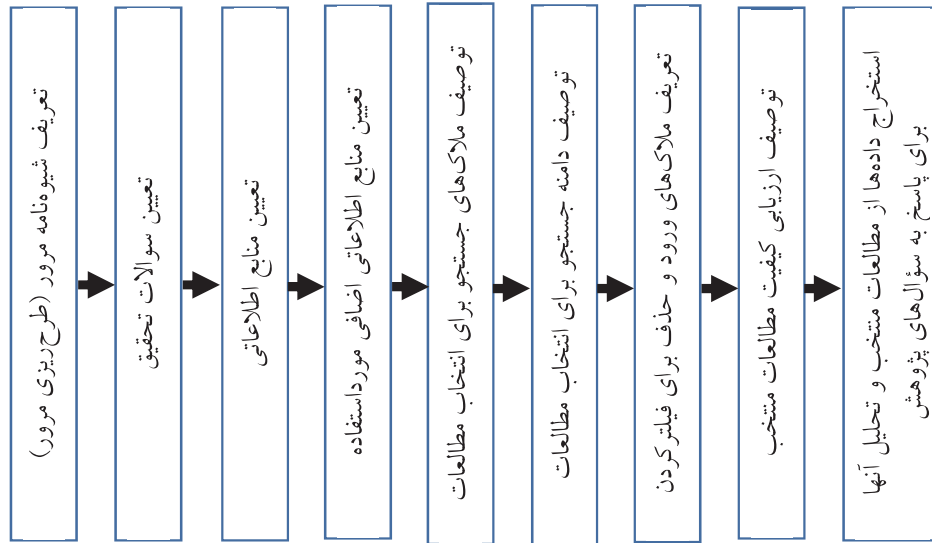 تعریف شیوه‌نامه مرور (طرح‌ریزی مرور)
تعیین سوالات تحقیق
تعیین منابع اطلاعاتی
تعیین منابع اطلاعاتی اضافی مورداستفاده
توصیف ملاک‌های جستجو برای انتخاب مطالعات
توصیف دامنه جستجو برای انتخاب مطالعات
تعریف ملاک‌های ورود و حذف برای فیلتر کردن
توصیف ارزیابی کیفیت مطالعات منتخب
استخراج داده‌ها از مطالعات منتخب و تحلیل آنها
برای پاسخ به سؤال‌های پژوهش